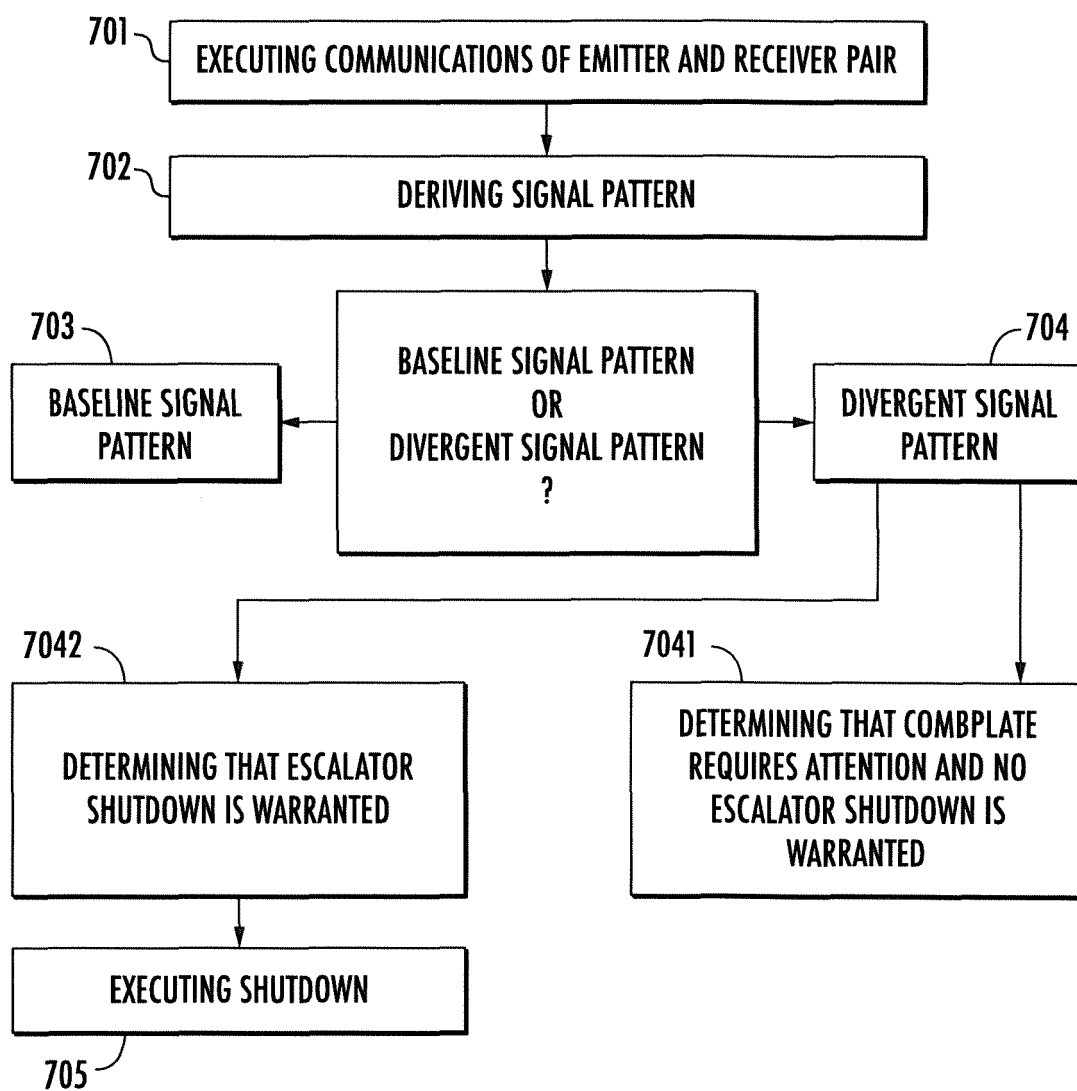 701
EXECUTING COMMUNICATIONS OF EMITTER AND RECEIVER PAIR
702
DERIVING SIGNAL PATTERN
703
BASELINE SIGNAL
PATTERN
BASELINE SIGNAL PATTERN
OR
DIVERGENT SIGNAL PATTERN
?
704
DIVERGENT SIGNAL
PATTERN
7042
DETERMINING THAT ESCALATOR
SHUTDOWN IS WARRANTED
7041
DETERMINING THAT COMBPLATE
REQUIRES ATTENTION AND NO
ESCALATOR SHUTDOWN IS
WARRANTED
EXECUTING SHUTDOWN
705